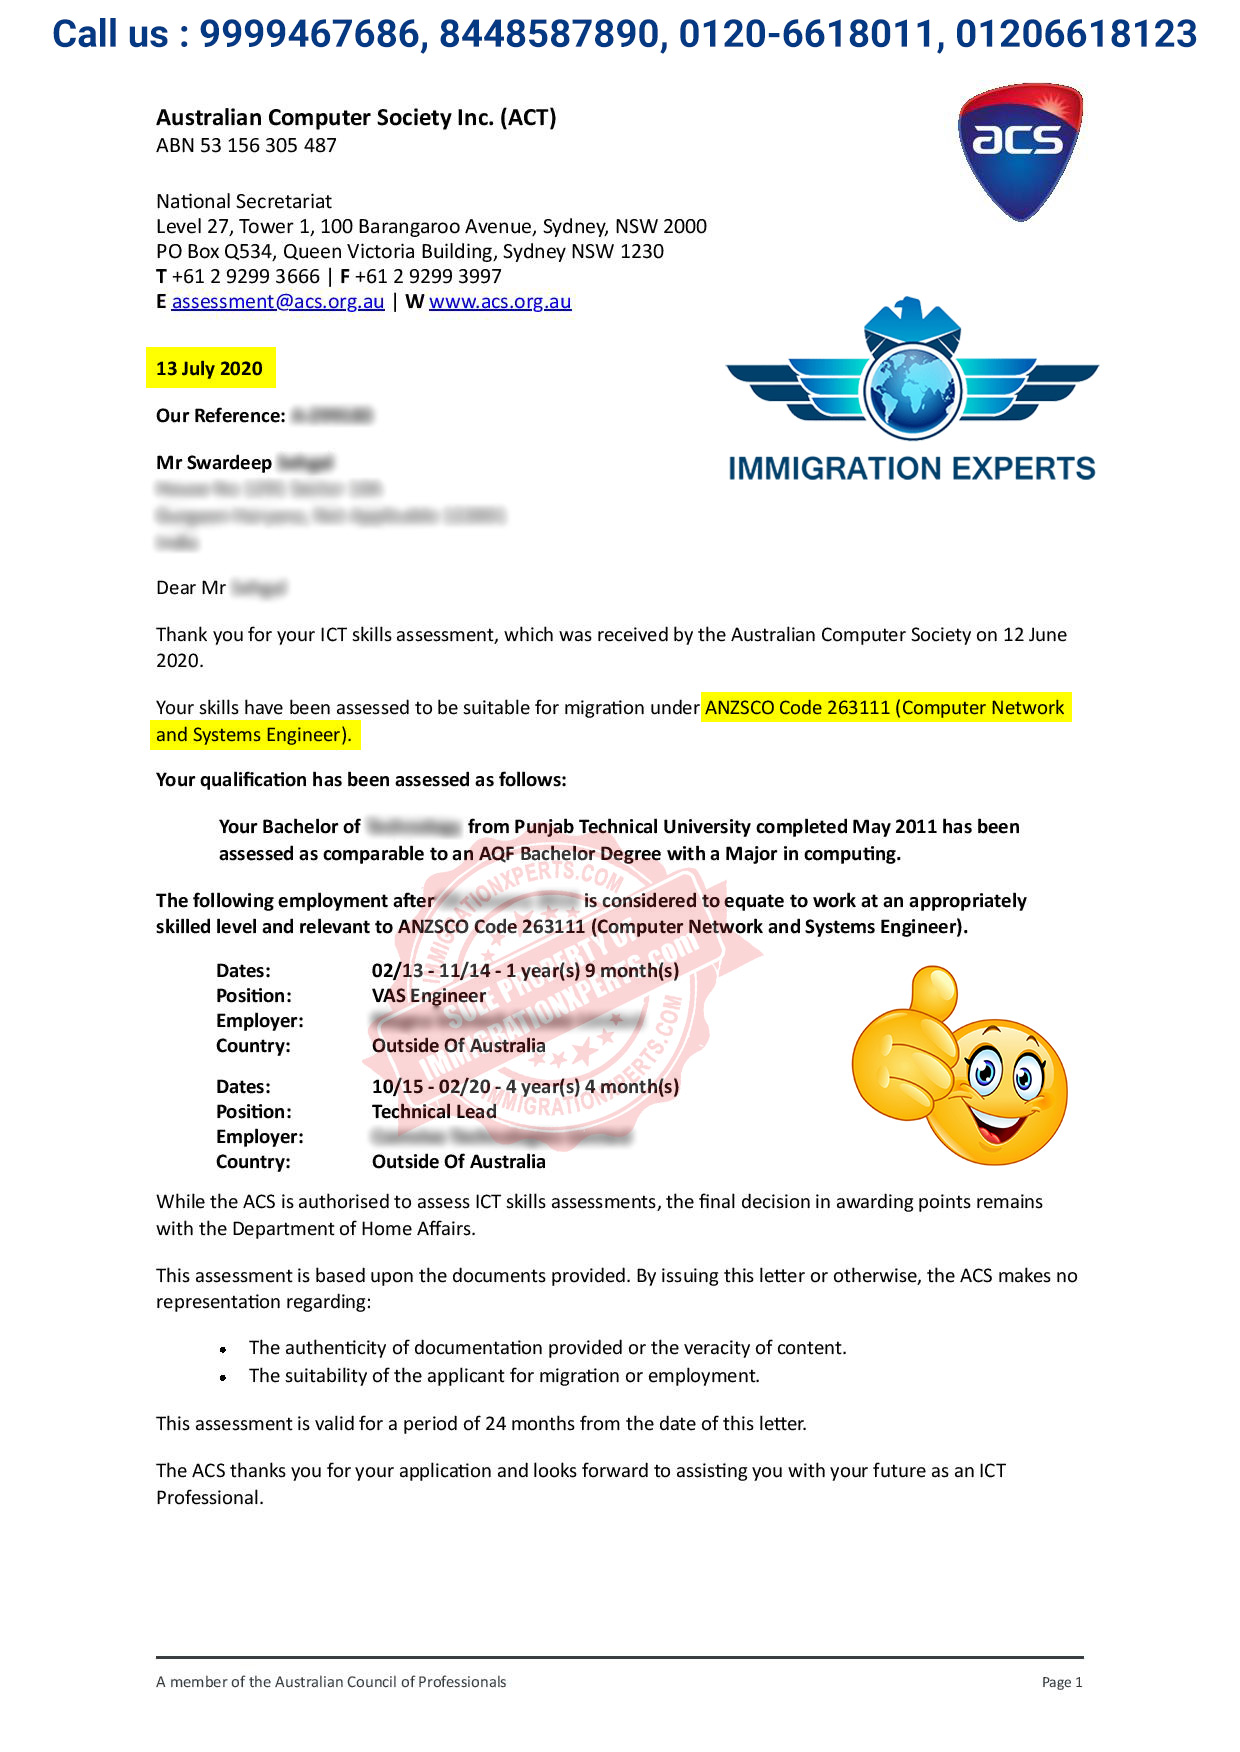 Call us : 9999467686, 8448587890, 0120-6618011, 01206618123
Australian Computer Society Inc. (ACT)
ABN 53 156 305 487
acs
National Secretariat
Level 27, Tower 1, 100 Barangaroo Avenue, Sydney, NSW 2000
PO Box Q534, Queen Victoria Building, Sydney NSW 1230
T +61 2 9299 3666 | F +61 2 9299 3997
E assessment@acs.org.au | W www.acs.org.au
13 July 2020
Our Reference:
IMMIGRATION EXPERTS
Mr Swardeep
Dear Mr
Thank you for your ICT skills assessment, which was received by the Australian Computer Society on 12 June
2020.
Your skills have been assessed to be suitable for migration under ANZSCO Code 263111 (Computer Network
and Systems Engineer).
Your qualification has been assessed as follows:
Your Bachelor of from Punjab Technical University completed May 2011 has been
assessed as comparable to an AQF Bachelor Degree with a Major in computing.
The following employment after is considered to equate to work at an appropriately
skilled level and relevant to ANZSCO Code 263111 (Computer Network and Systems Engineer).
IMMIGRATIONXPERTS.COM
SOLE PROPERTY OF
IMMIGRATIONXPERTS.com
IMMIGRATIONXPERTS.COM
Dates: 02/13 - 11/14 - 1 year(s) 9 month(s)
Position: VAS Engineer
Employer:
Country: Outside Of Australia
Dates: 10/15 - 02/20 - 4 year(s) 4 month(s)
Position: Technical Lead
Employer:
Country: Outside Of Australia
While the ACS is authorised to assess ICT skills assessments, the final decision in awarding points remains
with the Department of Home Affairs.
This assessment is based upon the documents provided. By issuing this letter or otherwise, the ACS makes no
representation regarding:
• The authenticity of documentation provided or the veracity of content.
• The suitability of the applicant for migration or employment.
This assessment is valid for a period of 24 months from the date of this letter.
The ACS thanks you for your application and looks forward to assisting you with your future as an ICT
Professional.
A member of the Australian Council of Professionals Page 1